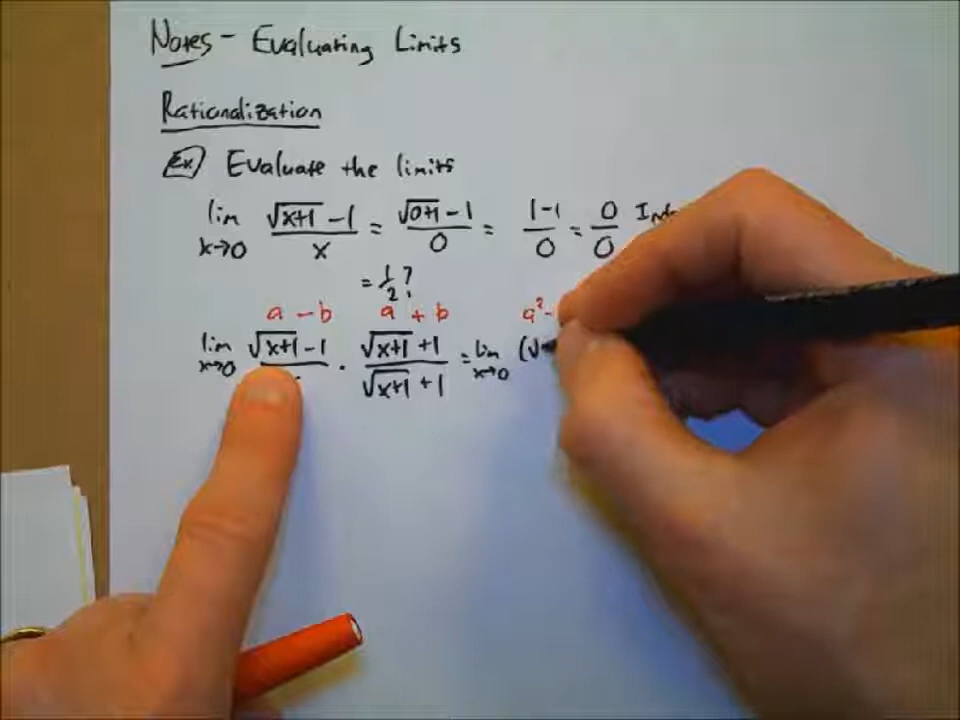 Notes - Evaluating Limits
Rationalization
Ex Evaluate the limits
lim x→0 (√(x+1) - 1)/x = (√(0+1) - 1)/0 = (1-1)/0 = 0/0
= 1/2?
a - b a + b a² -
lim x→0 √(x+1) - 1 · (√(x+1) + 1)/(√(x+1) + 1) = lim x→0 (√